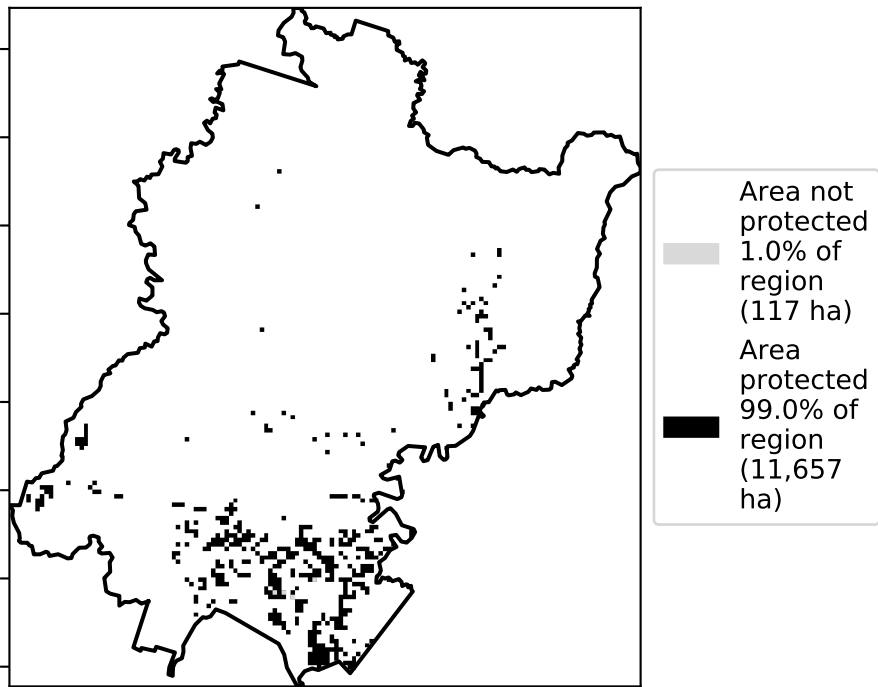 Area not
protected
1.0% of
region
(117 ha)
Area
protected
99.0% of
region
(11,657
ha)